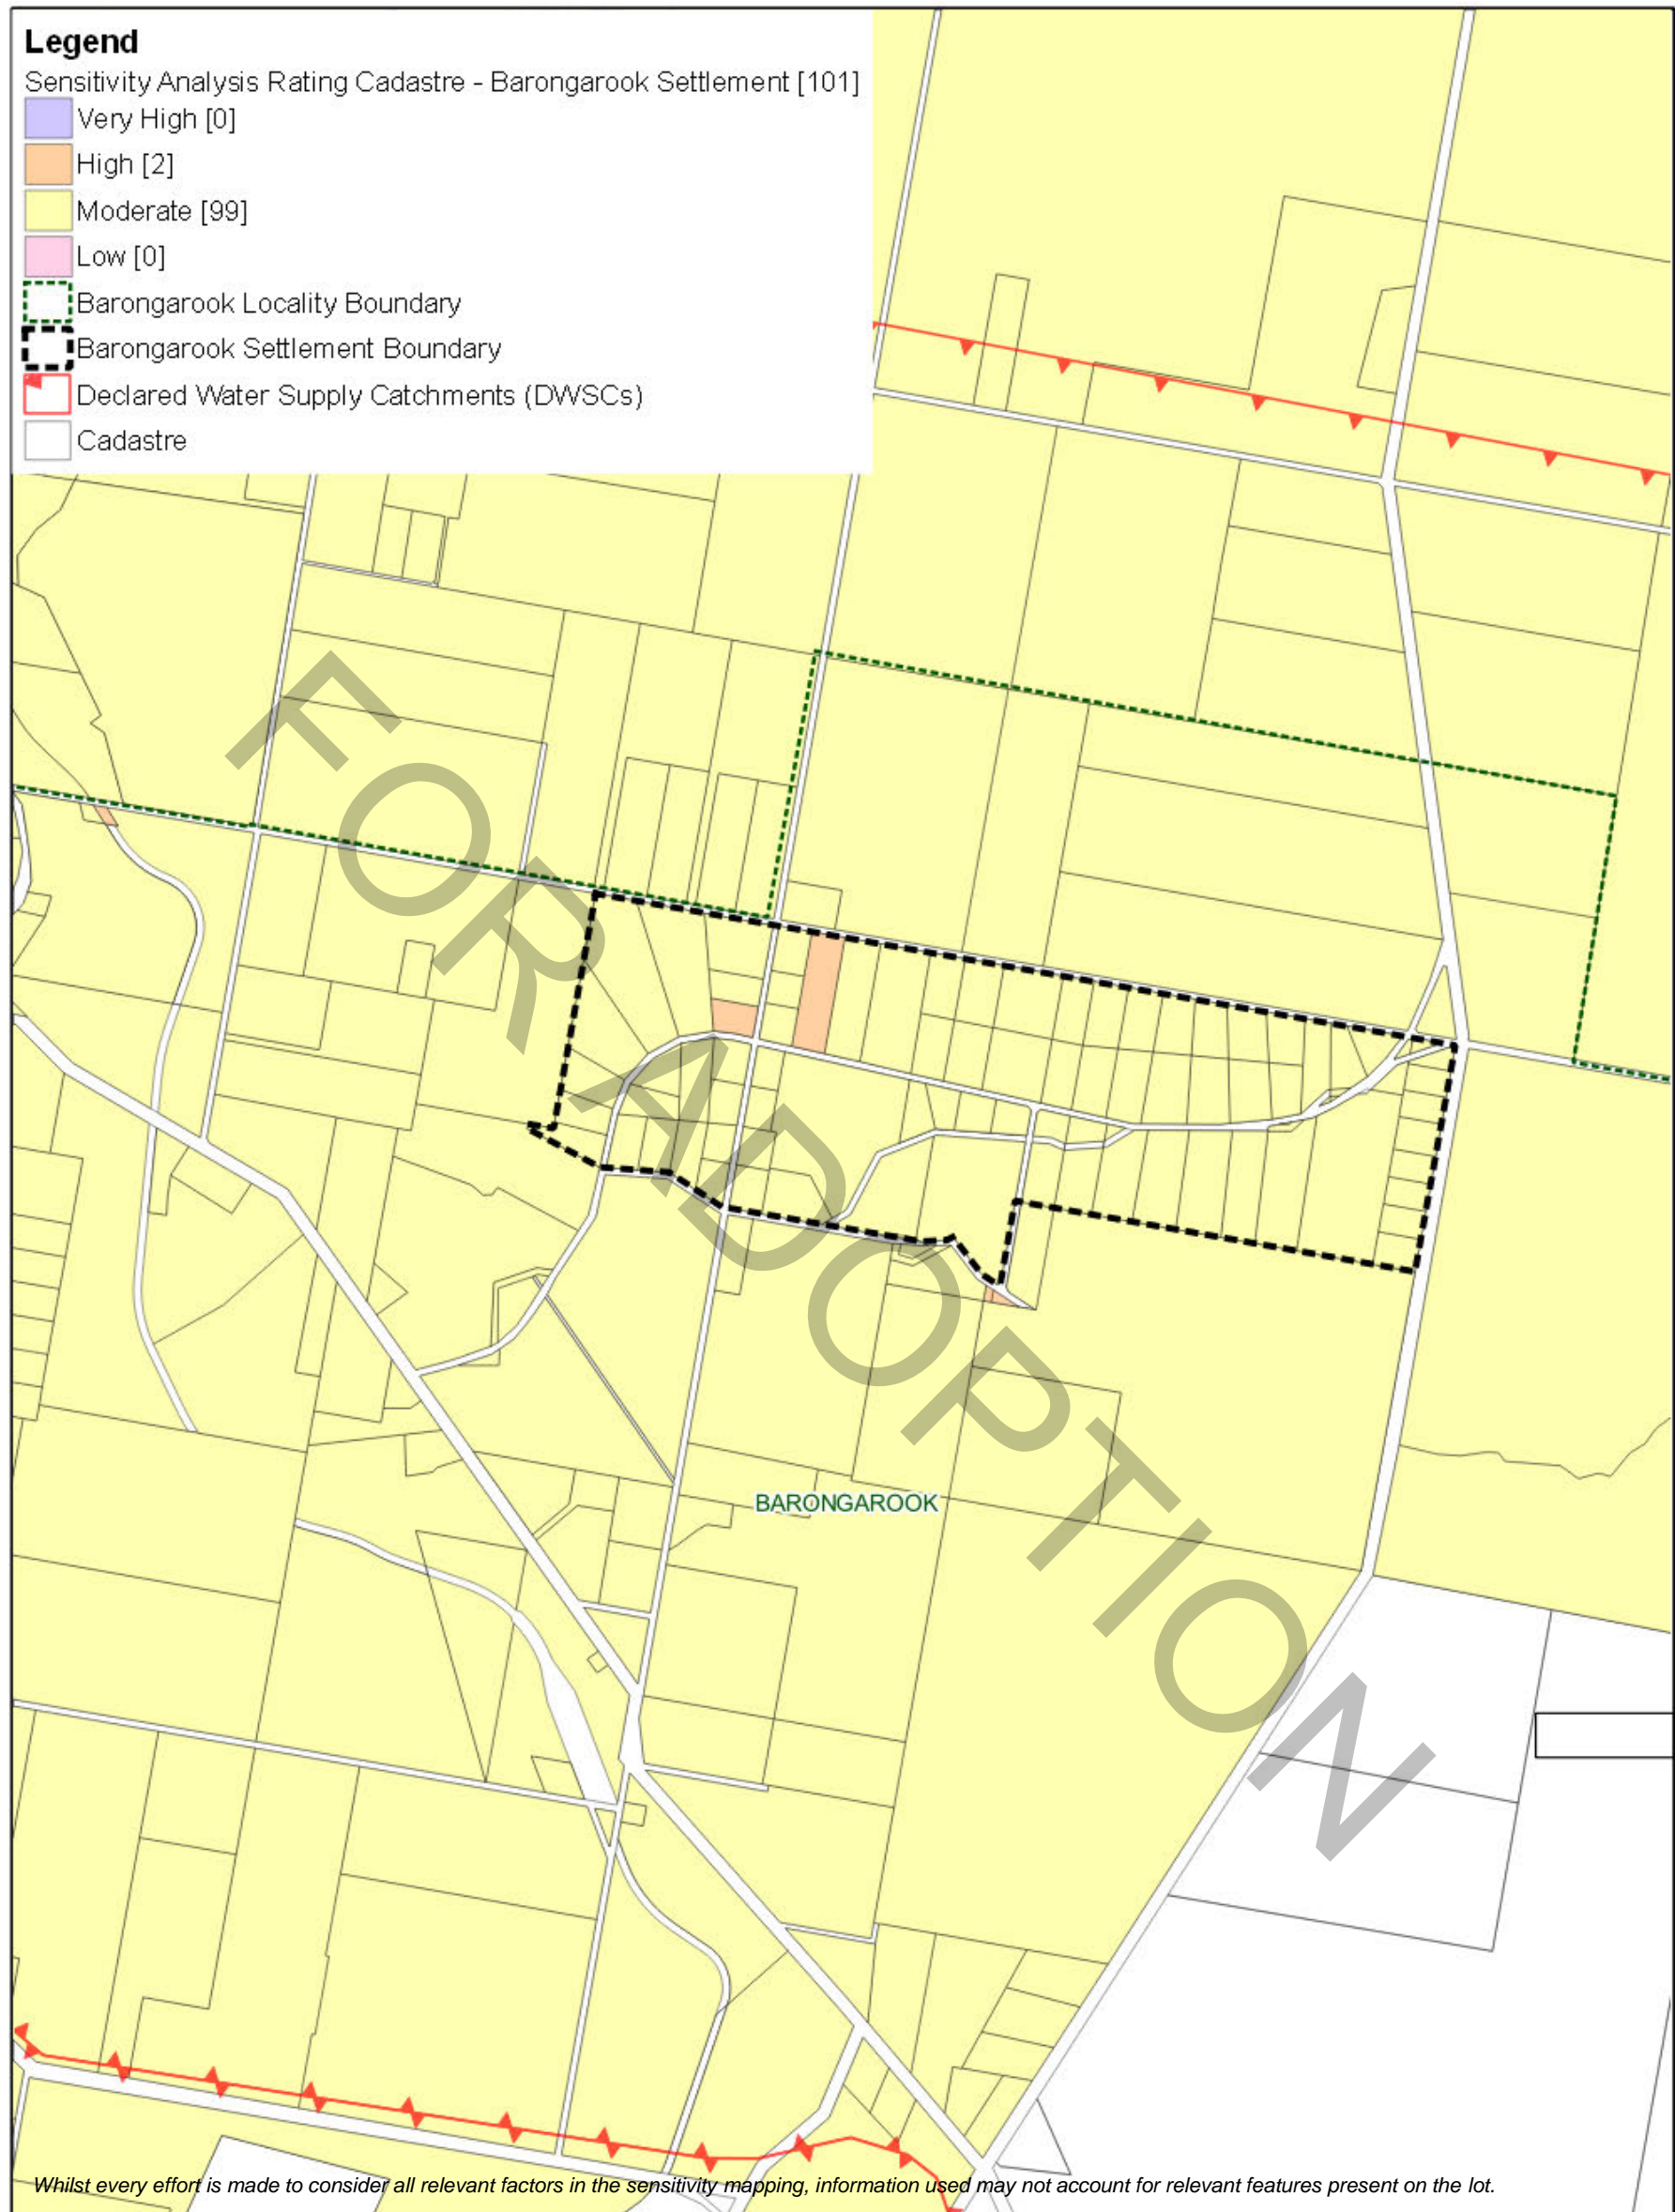 Legend
Sensitivity Analysis Rating Cadastre - Barongarook Settlement [101]
Very High [0]
High [2]
Moderate [99]
Low [0]
Barongarook Locality Boundary
Barongarook Settlement Boundary
Declared Water Supply Catchments (DWSCs)
Cadastre
FOR ADOPTION
BARONGAROOK
Whilst every effort is made to consider all relevant factors in the sensitivity mapping, information used may not account for relevant features present on the lot.